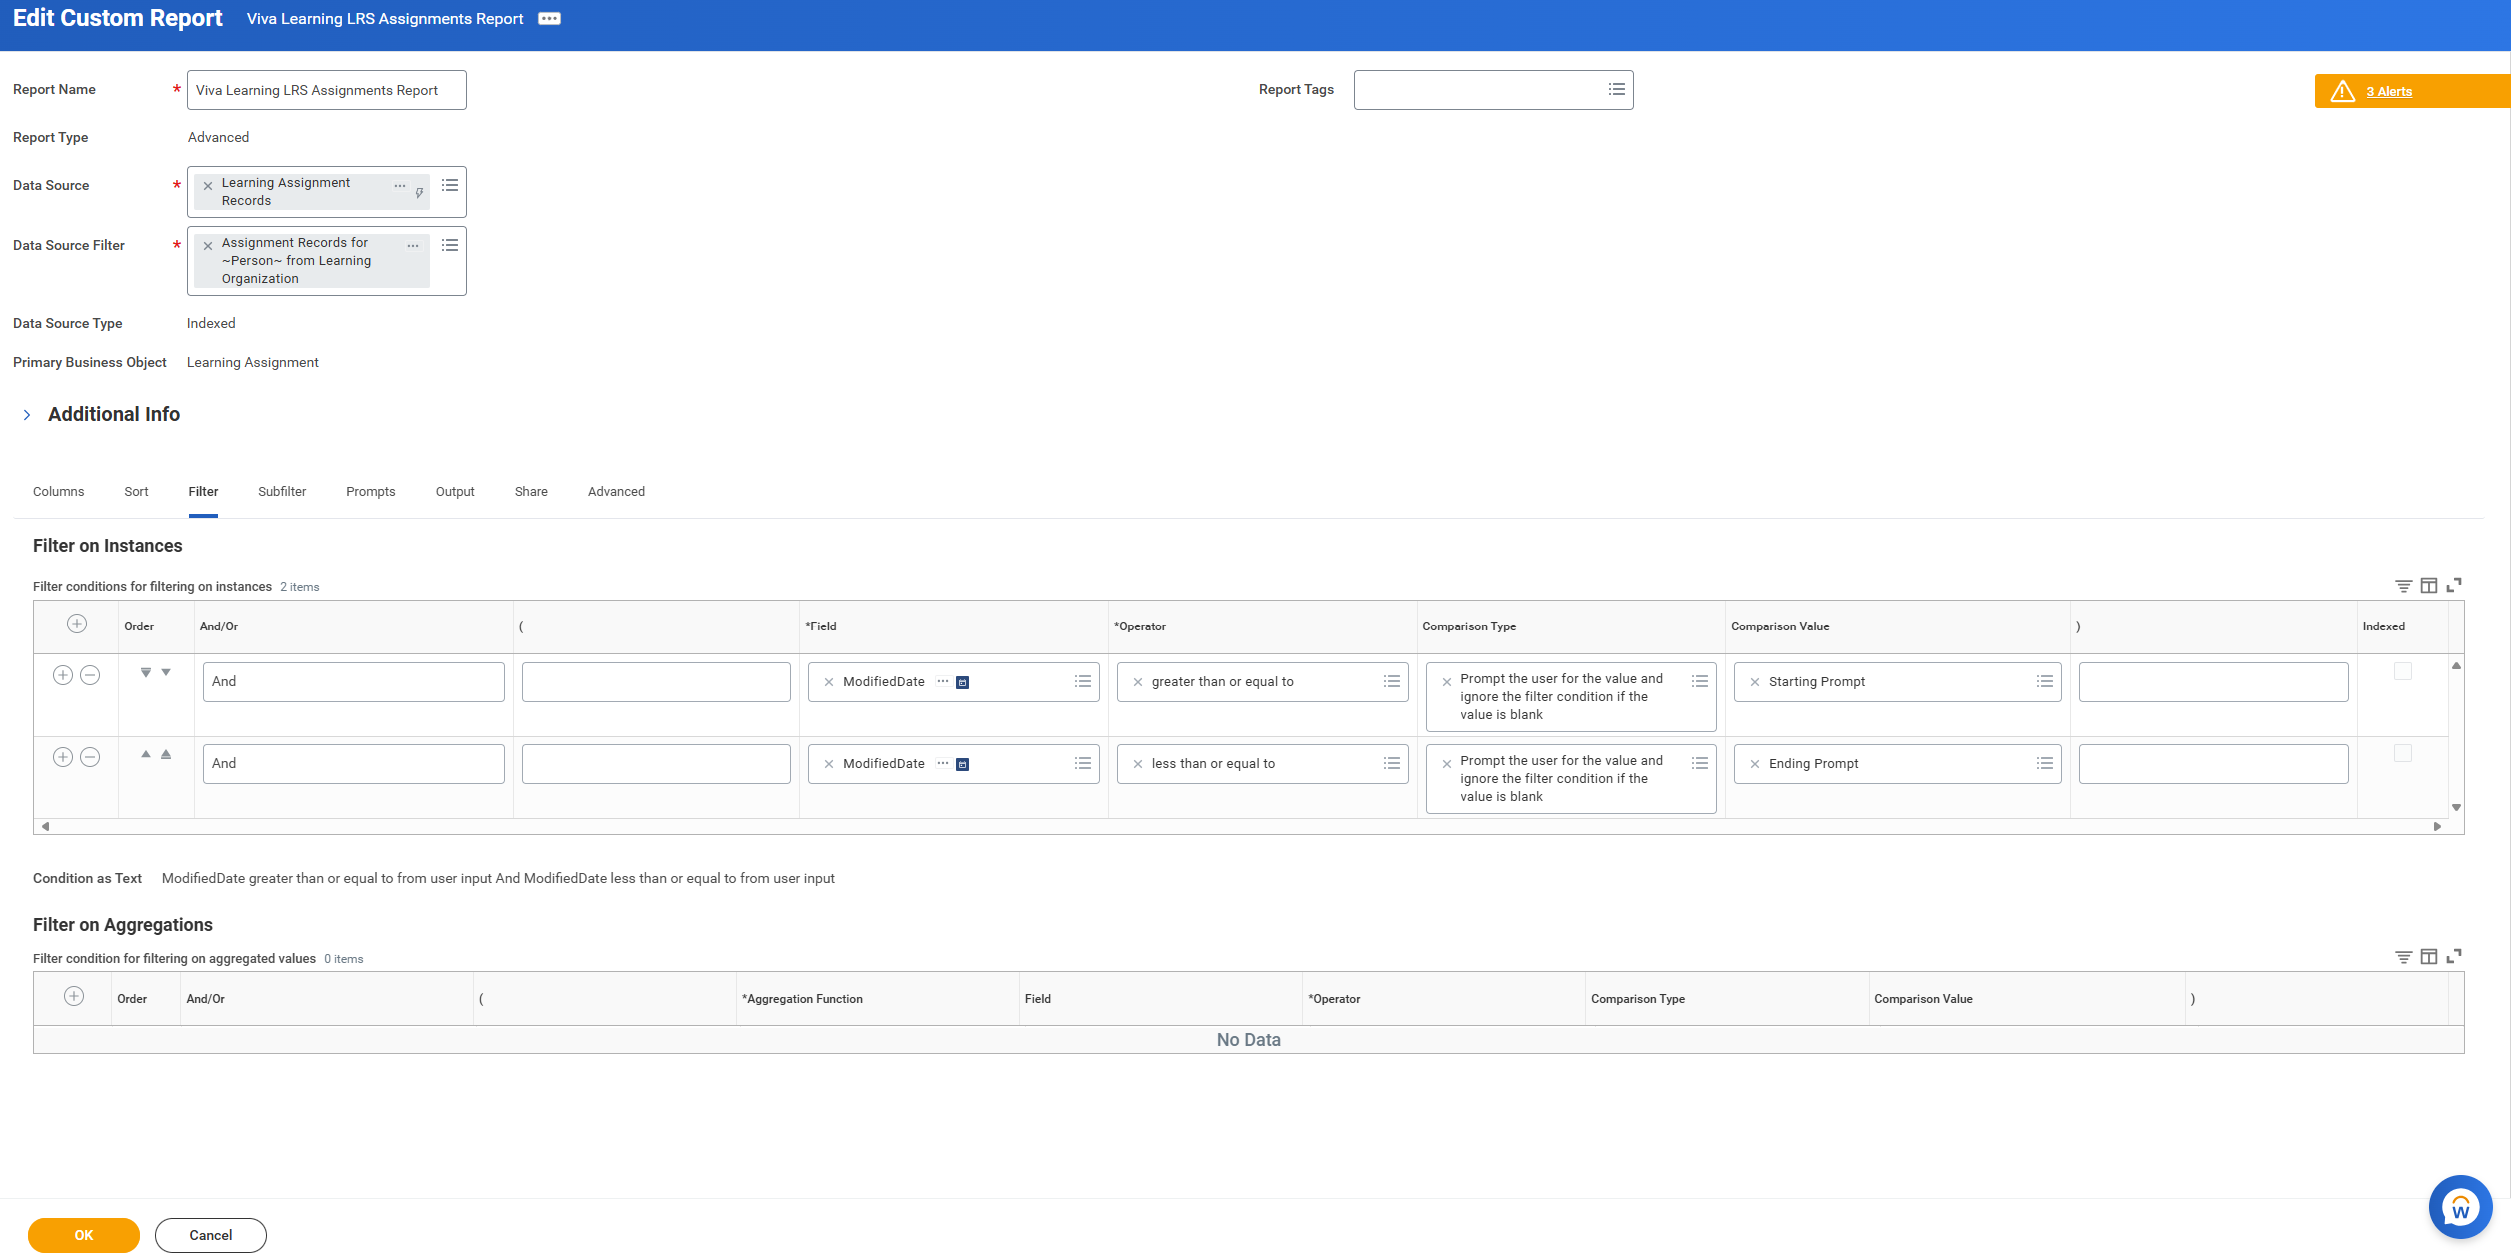 Edit Custom Report Viva Learning LRS Assignments Report
Report Name * Viva Learning LRS Assignments Report Report Tags 3 Alerts
Report Type Advanced
Data Source * Learning Assignment
Records
Data Source Filter * Assignment Records for
~Person~ from Learning
Organization
Data Source Type Indexed
Primary Business Object Learning Assignment
Additional Info
Columns Sort Filter Subfilter Prompts Output Share Advanced
Filter on Instances
Filter conditions for filtering on instances 2 items
Order And/Or ( *Field *Operator Comparison Type Comparison Value ) Indexed
And ModifiedDate greater than or equal to Prompt the user for the value and Starting Prompt
ignore the filter condition if the
value is blank
And ModifiedDate less than or equal to Prompt the user for the value and Ending Prompt
ignore the filter condition if the
value is blank
Condition as Text ModifiedDate greater than or equal to from user input And ModifiedDate less than or equal to from user input
Filter on Aggregations
Filter condition for filtering on aggregated values 0 items
Order And/Or ( *Aggregation Function Field *Operator Comparison Type Comparison Value )
No Data
OK Cancel
W